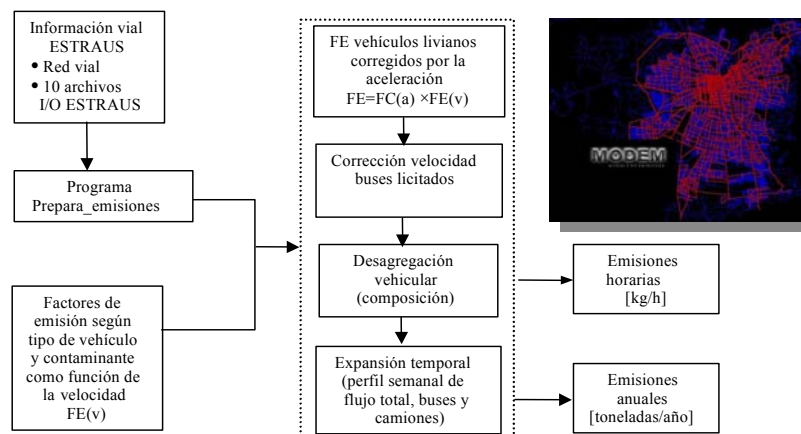 Información vial
ESTRAUS
• Red vial
• 10 archivos
I/O ESTRAUS
Programa
Prepara_emisiones
Factores de
emisión según
tipo de vehículo
y contaminante
como función de
la velocidad
FE(v)
FE vehículos livianos
corregidos por la
aceleración
FE=FC(a) ×FE(v)
Corrección velocidad
buses licitados
Desagregación
vehicular
(composición)
Expansión temporal
(perfil semanal de
flujo total, buses y
camiones)
MODEM
Emisiones
horarias
[kg/h]
Emisiones
anuales
[toneladas/año]